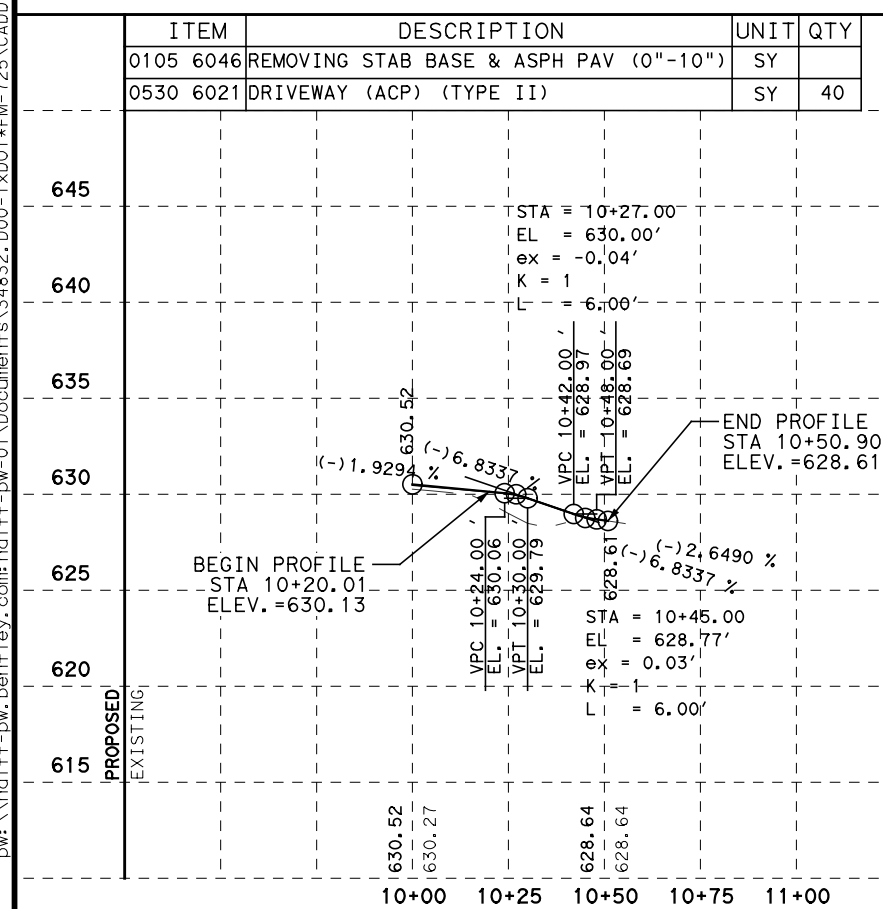 ITEM DESCRIPTION UNIT QTY
0105 6046 REMOVING STAB BASE & ASPH PAV (0"-10") SY
0530 6021 DRIVEWAY (ACP) (TYPE II) SY 40
645
640
635
630
625
620
615
STA = 10+27.00
EL = 630.00'
ex = -0.04'
K = 1
L = 6.00'
630.52
(-)1.9294 %
(-)6.8337 %
VPC 10+42.00 '
EL. = 628.97
VPT 10+48.00 '
EL. = 628.69
END PROFILE
STA 10+50.90
ELEV.=628.61
BEGIN PROFILE
STA 10+20.01
ELEV.=630.13
VPC 10+24.00 '
EL. = 630.06
VPT 10+30.00 '
EL. = 629.79
628.61
(-)2.6490 %
(-)6.8337 %
STA = 10+45.00
EL = 628.77'
ex = 0.03'
K = 1
L = 6.00'
PROPOSED
EXISTING
630.52
630.27
628.64
628.64
10+00 10+25 10+50 10+75 11+00